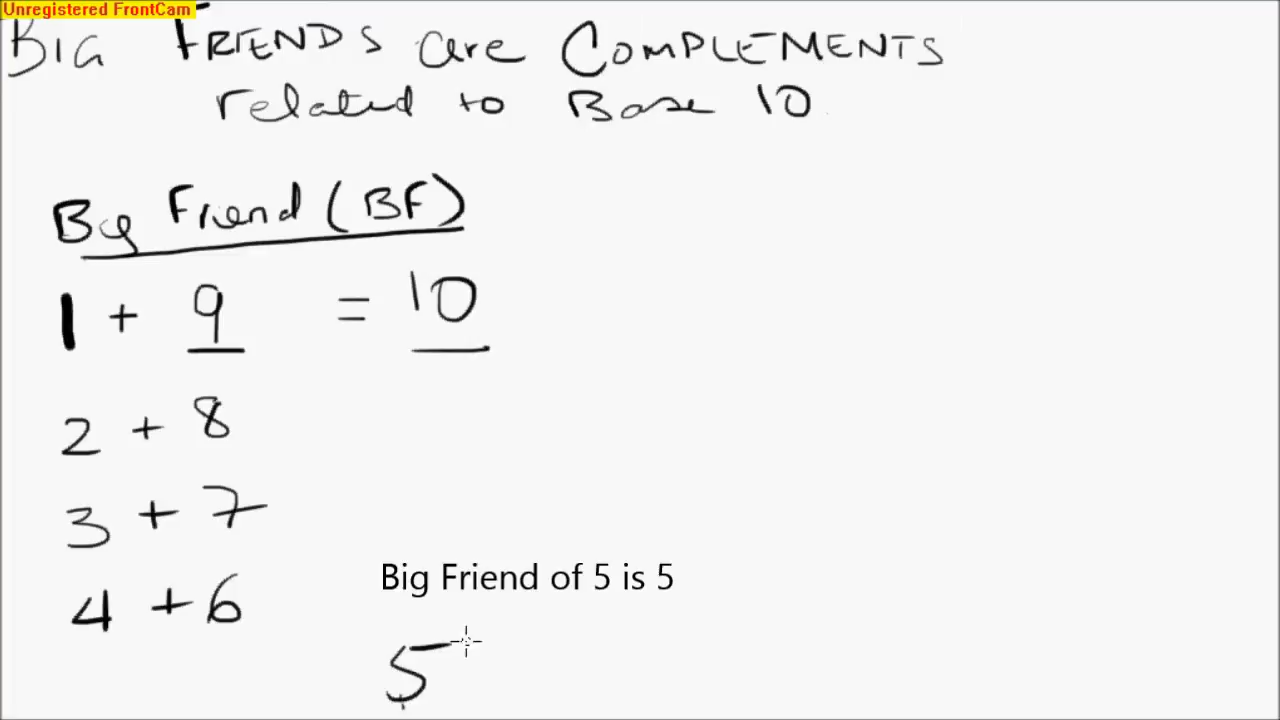 Unregistered FrontCam
BIG FRIENDS are COMPLEMENTS
related to Base 10
Big Friend (BF)
1 + 9 = 10
2 + 8
3 + 7
4 + 6
Big Friend of 5 is 5
5